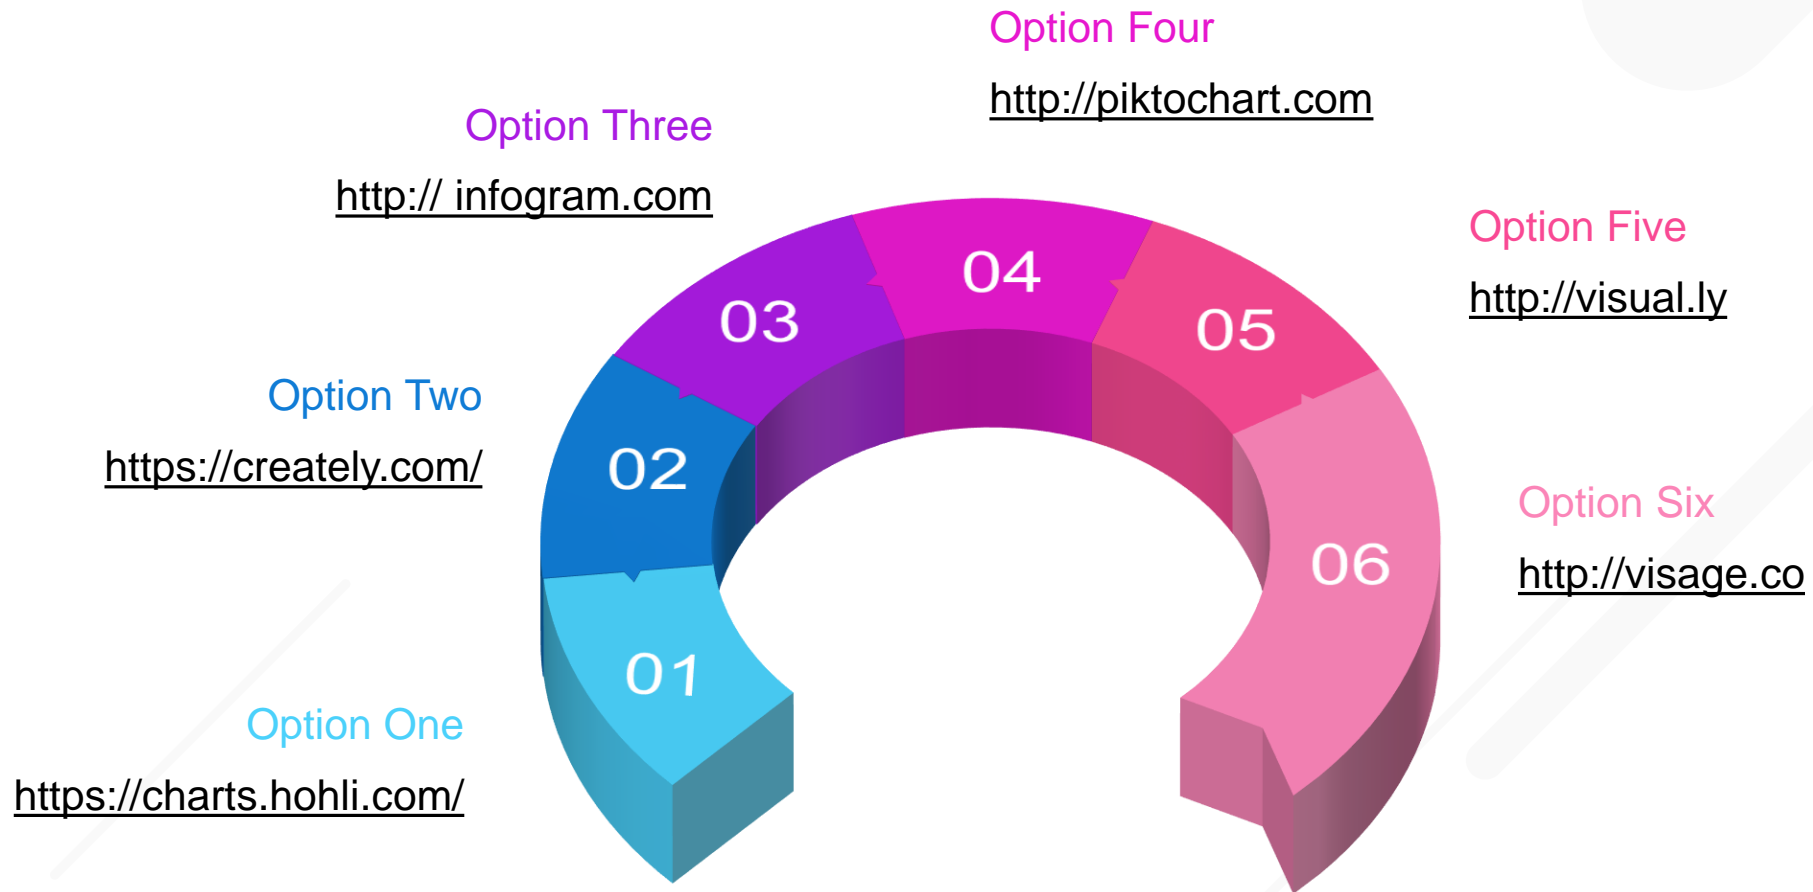 Option Four
http://piktochart.com
Option Three
http:// infogram.com
Option Five
http://visual.ly
Option Two
https://creately.com/
Option Six
http://visage.co
Option One
https://charts.hohli.com/
04
03
05
02
06
01